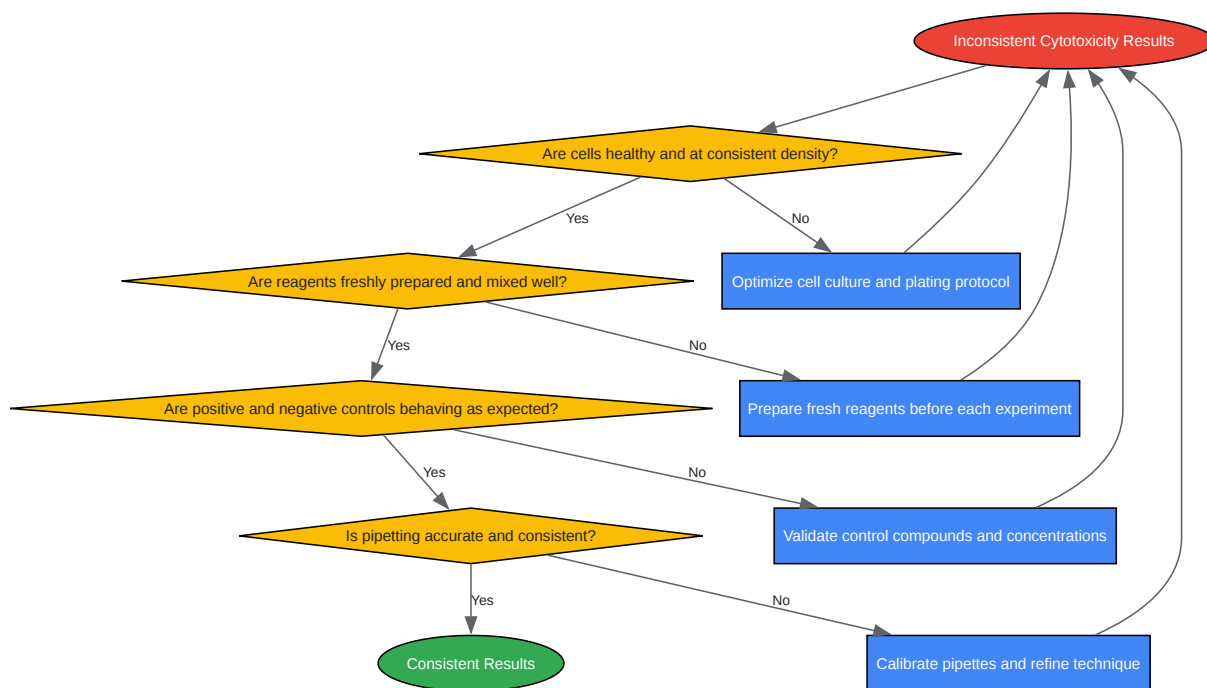 Inconsistent Cytotoxicity Results
Are cells healthy and at consistent density?
Yes
No
Are reagents freshly prepared and mixed well?
Optimize cell culture and plating protocol
Yes
No
Are positive and negative controls behaving as expected?
Prepare fresh reagents before each experiment
Yes
No
Is pipetting accurate and consistent?
Validate control compounds and concentrations
Yes
No
Consistent Results
Calibrate pipettes and refine technique